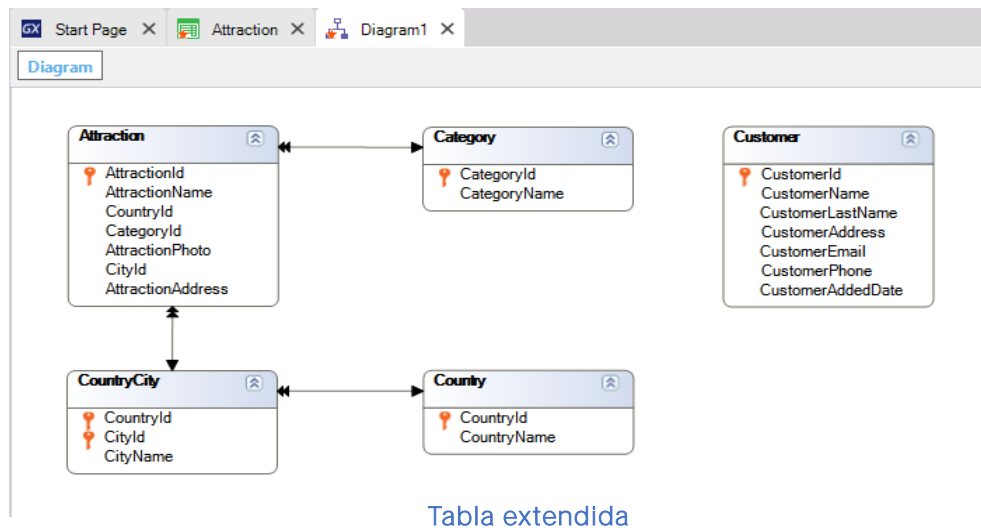 GX Start Page Attraction Diagram1
Diagram
Attraction
AttractionId
AttractionName
CountryId
CategoryId
AttractionPhoto
CityId
AttractionAddress
Category
CategoryId
CategoryName
Customer
CustomerId
CustomerName
CustomerLastName
CustomerAddress
CustomerEmail
CustomerPhone
CustomerAddedDate
CountryCity
CountryId
CityId
CityName
Country
CountryId
CountryName
Tabla extendida